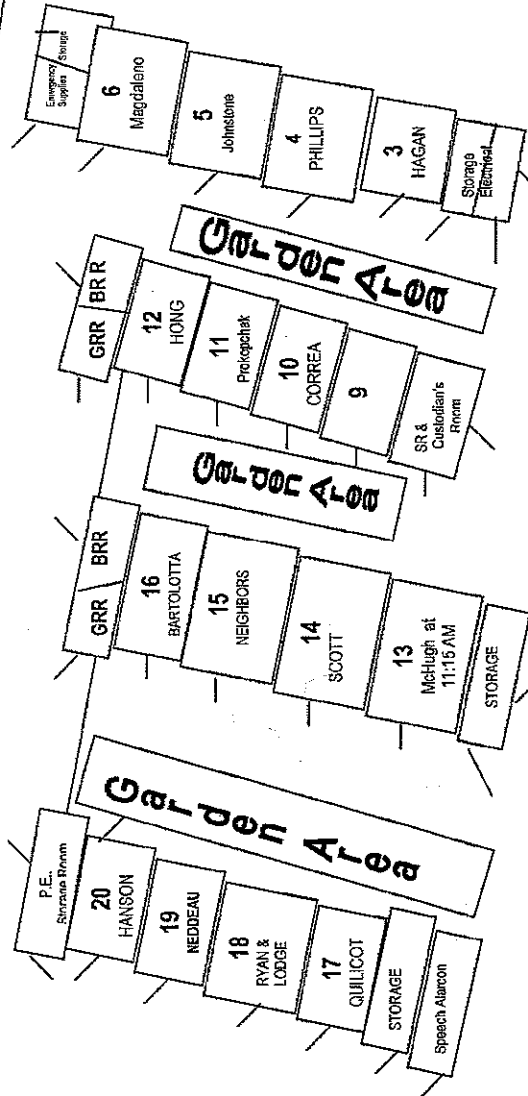 Emergency
Supplies
Storage
6
Magdaleno
5
Johnstone
4
PHILLIPS
3
HAGAN
Storage
Electrical
Garden Area
GRR
BR R
12
HONG
11
Prokopchak
10
CORREA
9
SR &
Custodian's
Room
Garden Area
GRR
BRR
16
BARTOLOTTA
15
NEIGHBORS
14
SCOTT
13
McHugh at
11:15 AM
STORAGE
Garden Area
P.E.
Storage Room
20
HANSON
19
NEDDEAU
18
RYAN &
LODGE
17
QUILICOT
STORAGE
Speech Alarcon